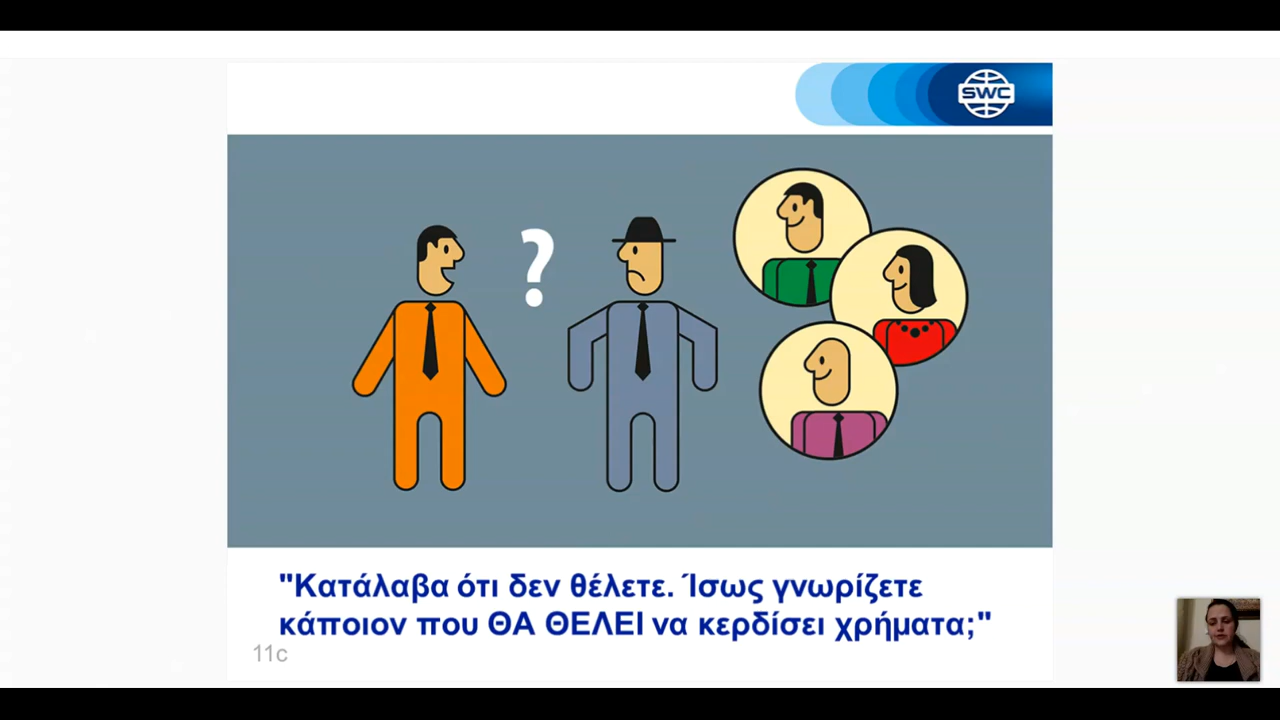 SWC
?
"Κατάλαβα ότι δεν θέλετε. Ίσως γνωρίζετε
κάποιον που ΘΑ ΘΕΛΕΙ να κερδίσει χρήματα;"
11c